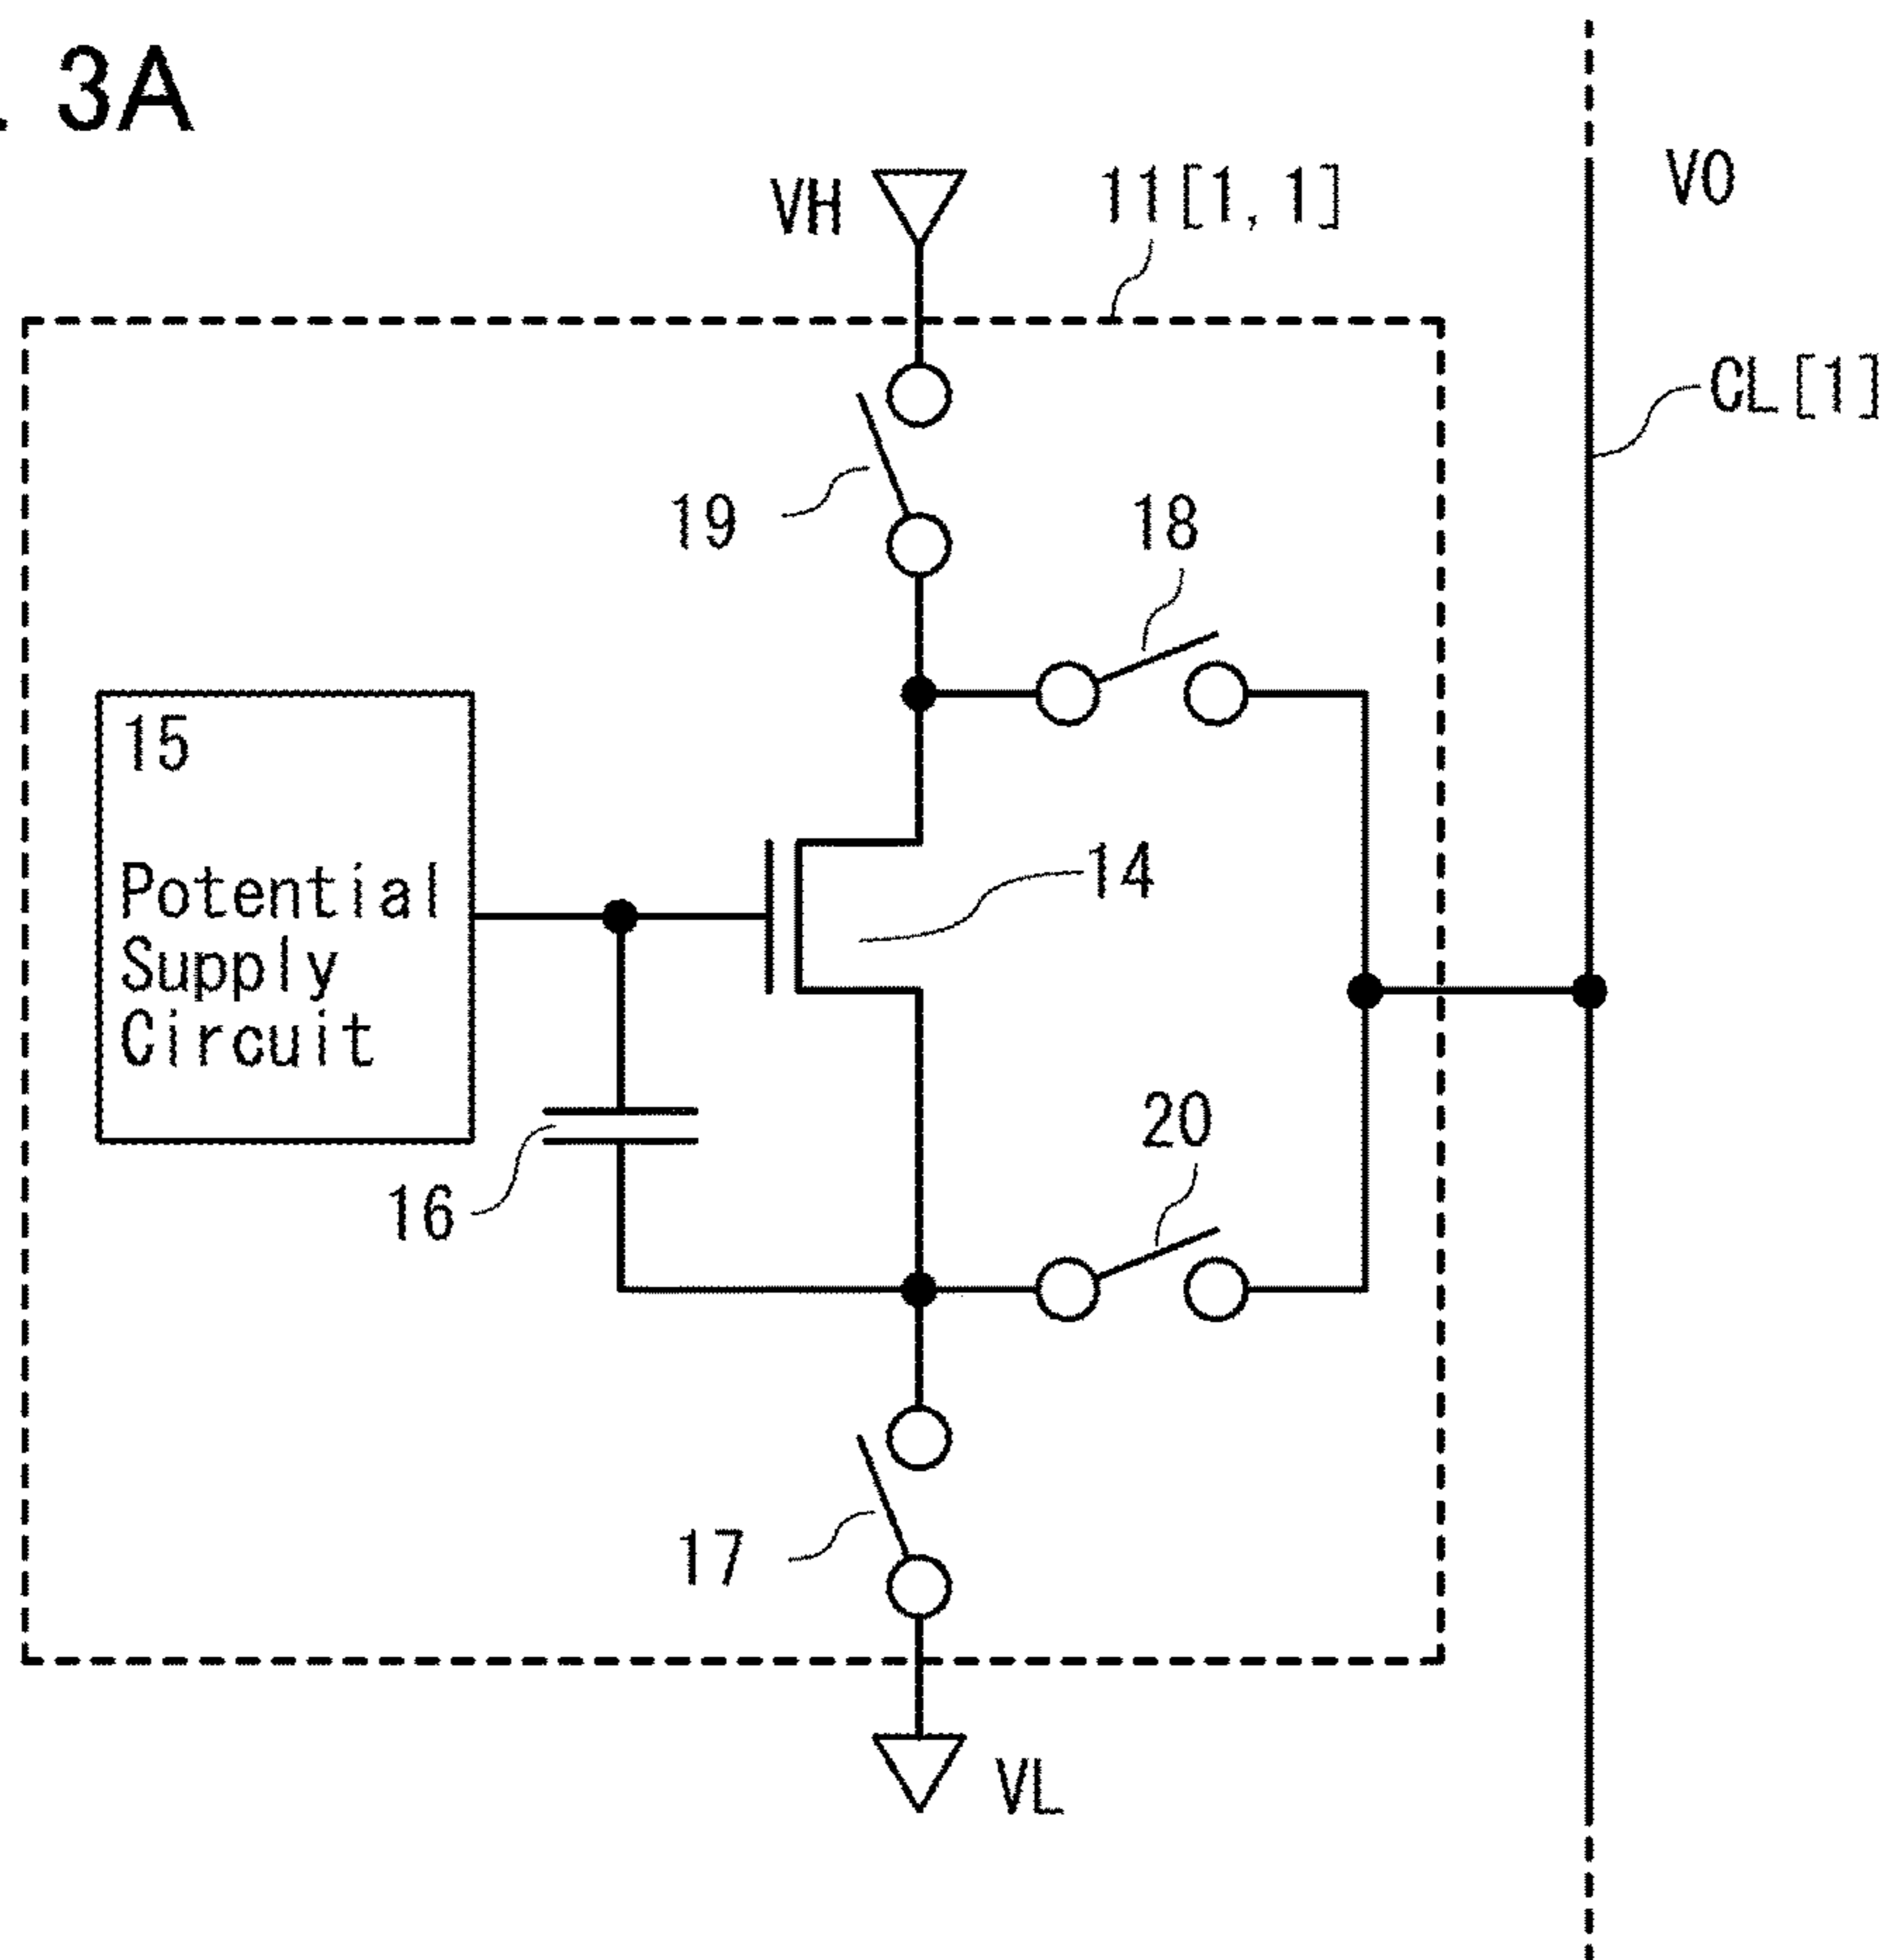 . 3A
VH
11[1, 1]
V0
CL[1]
19
18
15
Potential
Supply
Circuit
14
16
20
17
VL